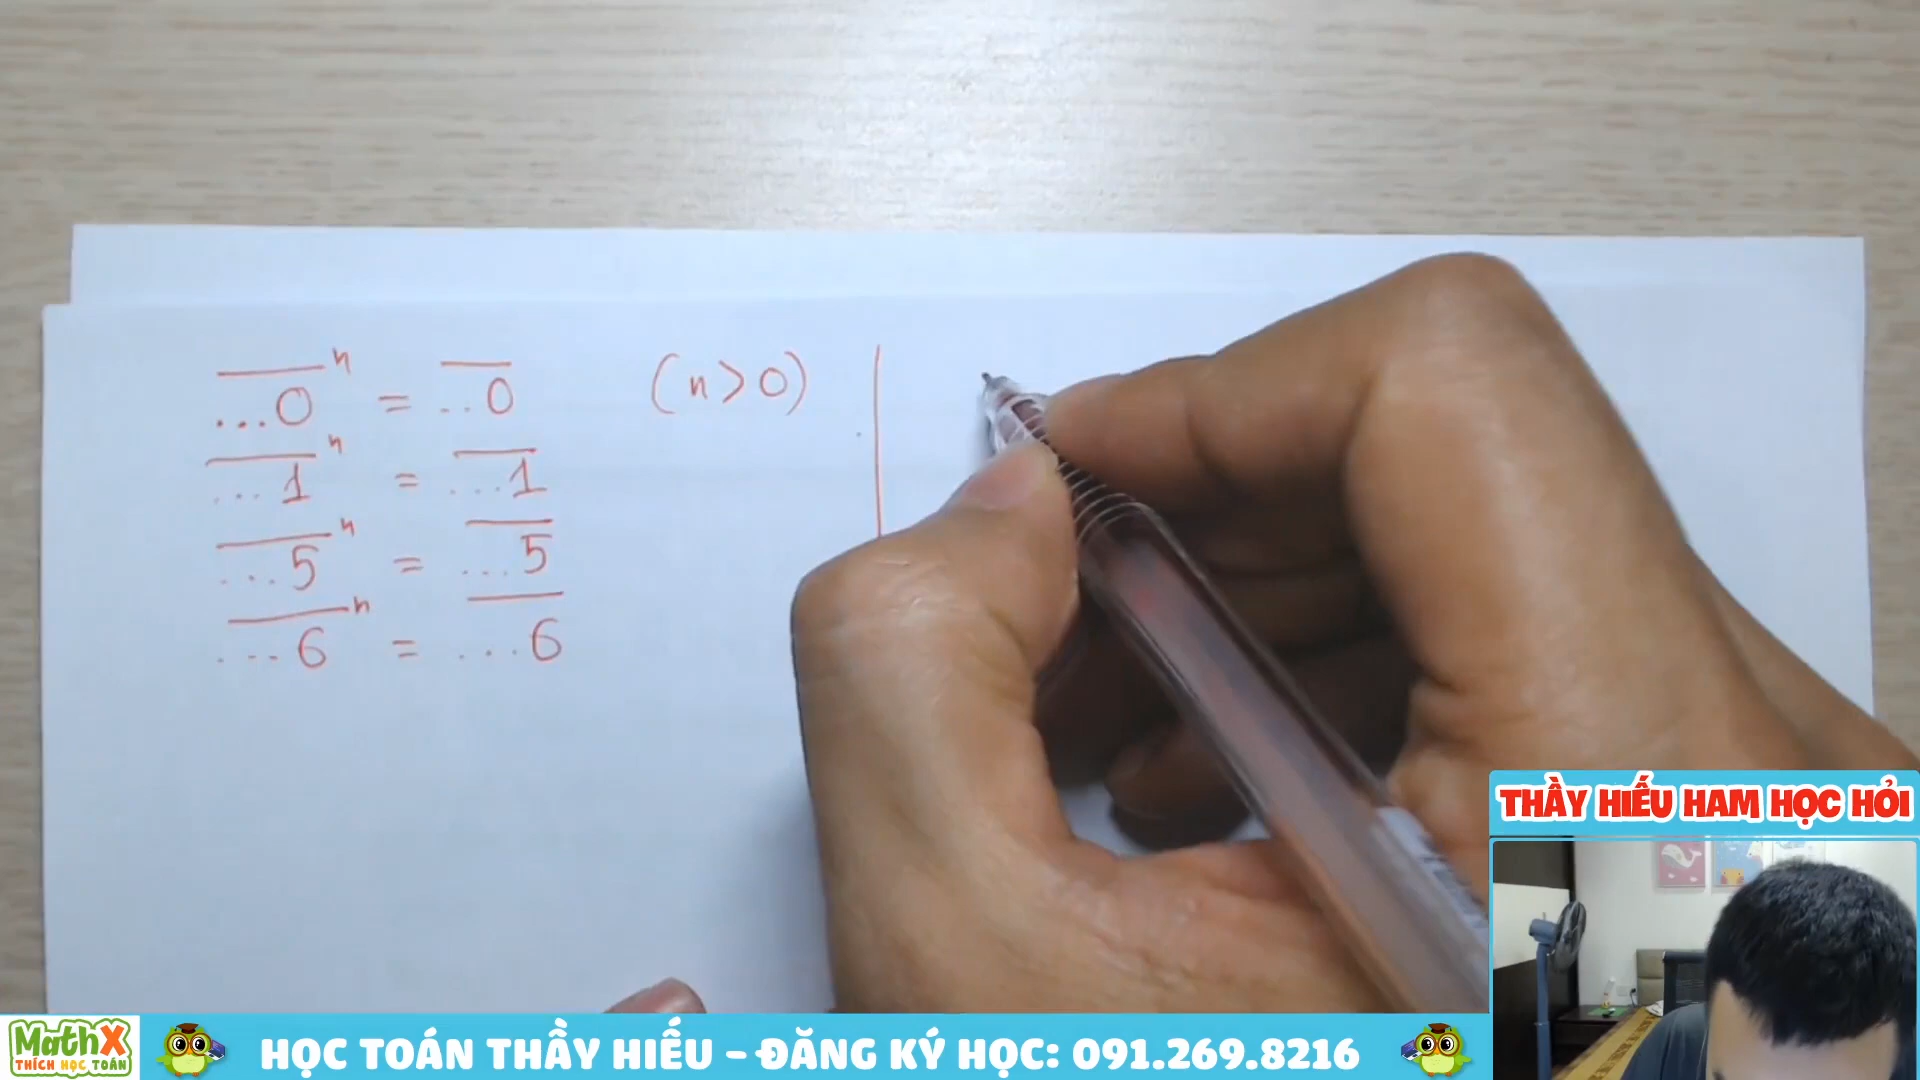 ...0ⁿ = ..0 (n > 0)
...1ⁿ = ...1
...5ⁿ = ...5
...6ⁿ = ...6
THẦY HIẾU HAM HỌC HỎI
MathX
THÍCH HỌC TOÁN
HỌC TOÁN THẦY HIẾU - ĐĂNG KÝ HỌC: 091.269.8216